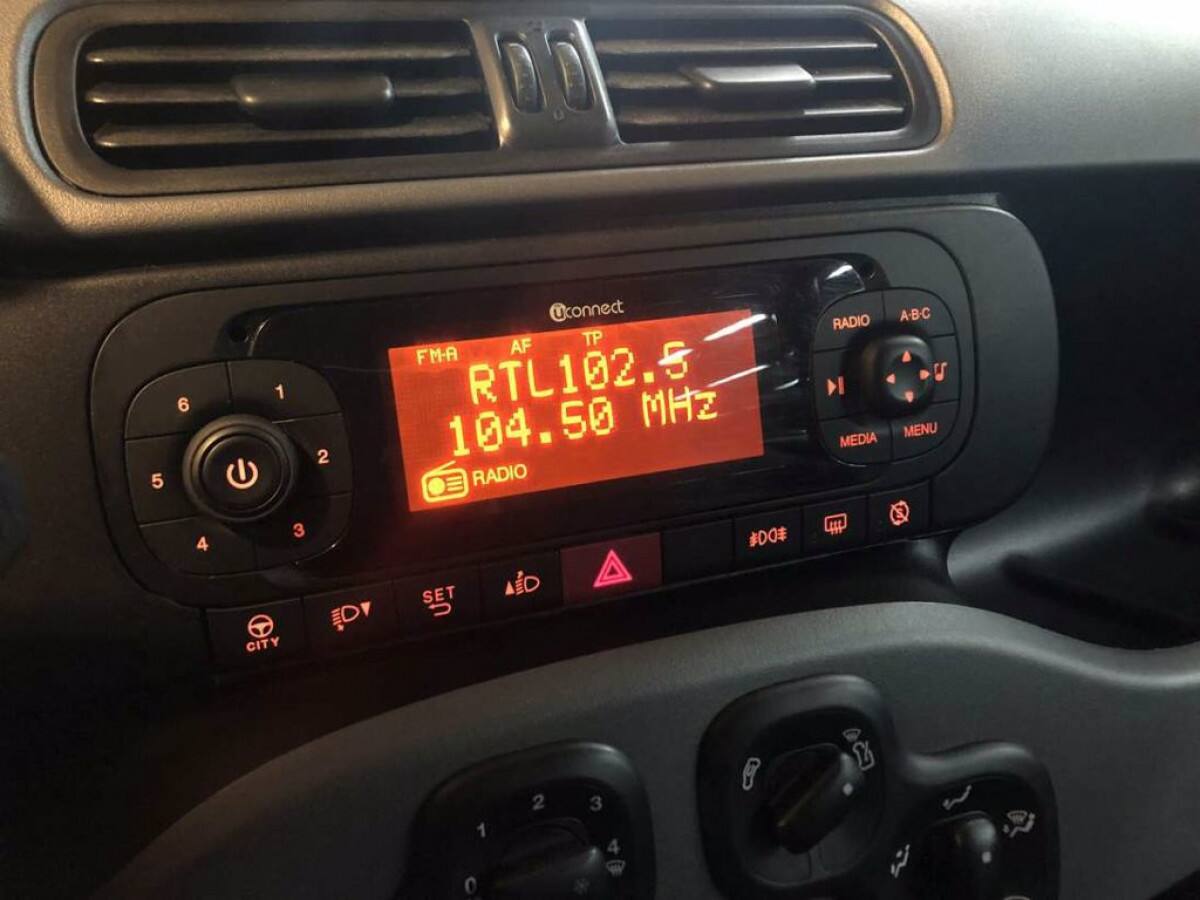 uconnect
FM-A AF TP
RTL102.5
104.50 MHz
RADIO
6 1
5 2
4 3
RADIO A·B·C
MEDIA MENU
CITY
SET
0 1 2 3 4